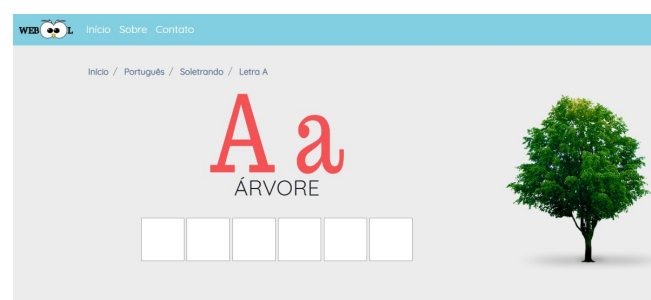 WEB L Início Sobre Contato
Início / Português / Soletrando / Letra A
A a
ÁRVORE